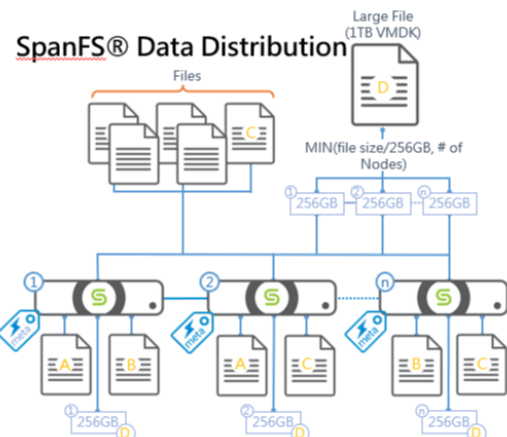 SpanFS® Data Distribution
Large File
(1TB VMDK)
D
Files
C
MIN(file size/256GB, # of
Nodes)
1 2 n
256GB 256GB 256GB
1 2 n
S S S
meta meta meta
A B A C B C
1 2 n
256GB 256GB 256GB
D D D